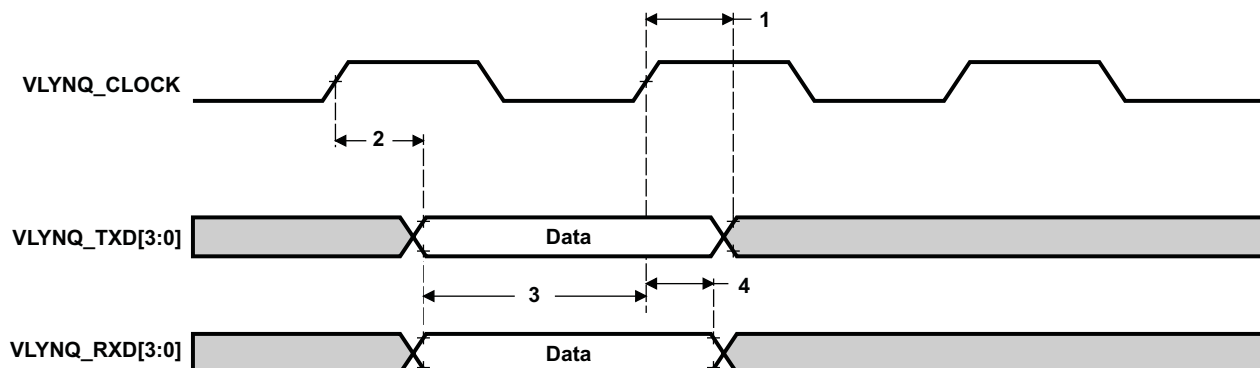 1
VLYNQ_CLOCK
2
VLYNQ_TXD[3:0]
Data
3
4
VLYNQ_RXD[3:0]
Data